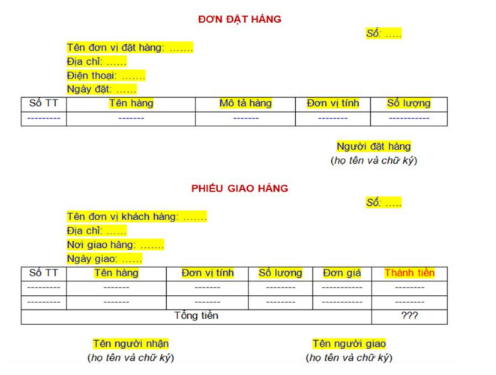 ĐƠN ĐẶT HÀNG
Số: .....
Tên đơn vị đặt hàng: .......
Địa chỉ: ......
Điện thoại: .......
Ngày đặt: ......
Số TT Tên hàng Mô tả hàng Đơn vị tính Số lượng
--------- ------- ------- ------- -----------
Người đặt hàng
(họ tên và chữ ký)
PHIẾU GIAO HÀNG
Số: .....
Tên đơn vị khách hàng: .......
Địa chỉ: ......
Nơi giao hàng: .......
Ngày giao: ......
Số TT Tên hàng Đơn vị tính Số lượng Đơn giá Thành tiền
--------- ------- ------- --------- ----------- ---------
--------- ------- ------- --------- ----------- ---------
Tổng tiền ???
Tên người nhận Tên người giao
(họ tên và chữ ký) (họ tên và chữ ký)